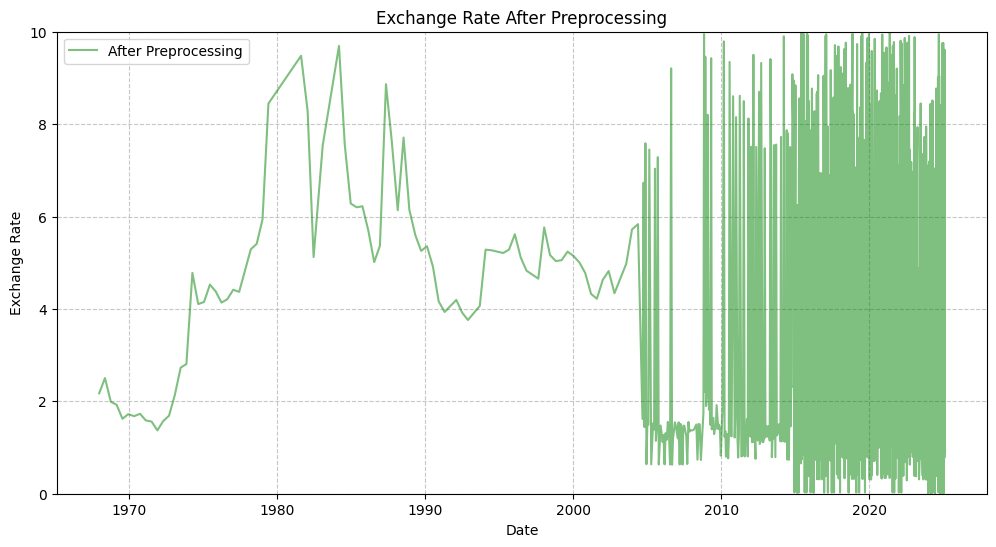 Exchange Rate After Preprocessing
After Preprocessing
10
8
6
4
2
0
Exchange Rate
1970 1980 1990 2000 2010 2020
Date